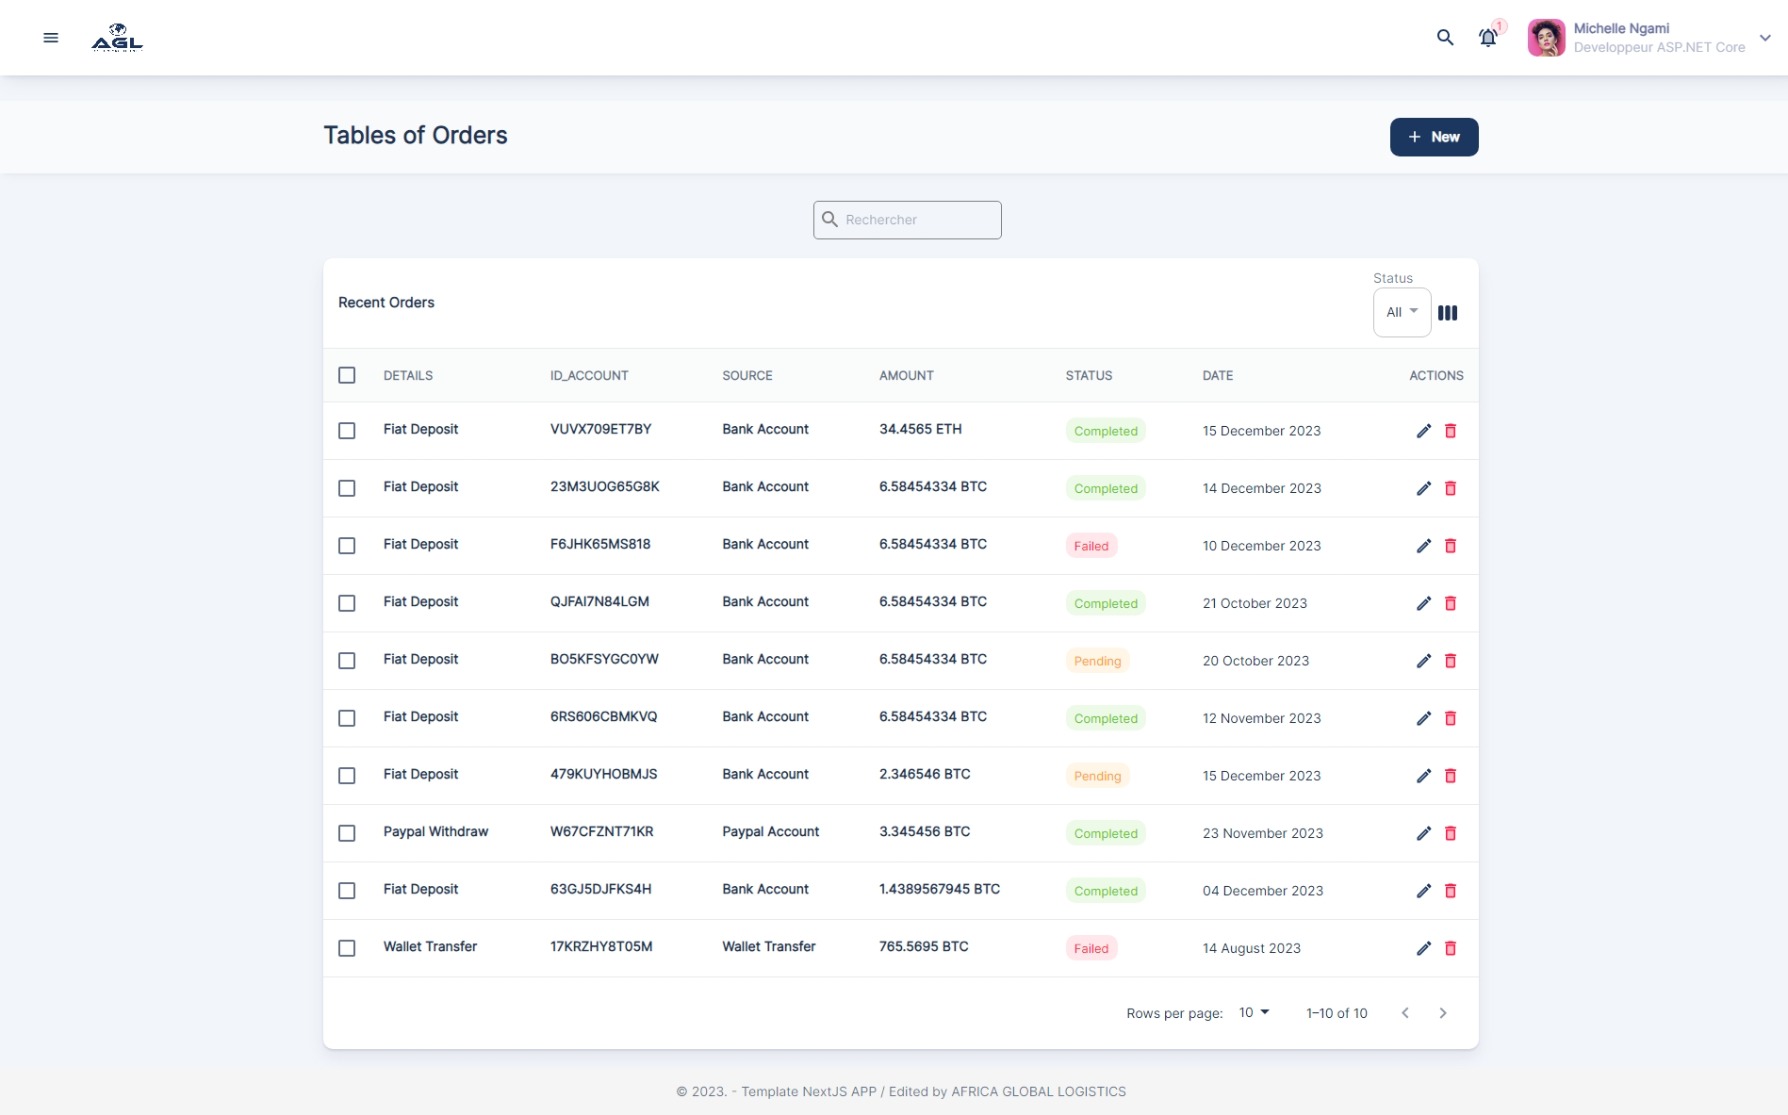 AGL
1
Michelle Ngami
Developpeur ASP.NET Core
Tables of Orders
+ New
Rechercher
Status
Recent Orders
All
DETAILS ID_ACCOUNT SOURCE AMOUNT STATUS DATE ACTIONS
Fiat Deposit VUVX709ET7BY Bank Account 34.4565 ETH Completed 15 December 2023
Fiat Deposit 23M3UOG65G8K Bank Account 6.58454334 BTC Completed 14 December 2023
Fiat Deposit F6JHK65MS818 Bank Account 6.58454334 BTC Failed 10 December 2023
Fiat Deposit QJFAI7N84LGM Bank Account 6.58454334 BTC Completed 21 October 2023
Fiat Deposit BO5KFSYGC0YW Bank Account 6.58454334 BTC Pending 20 October 2023
Fiat Deposit 6RS606CBMKVQ Bank Account 6.58454334 BTC Completed 12 November 2023
Fiat Deposit 479KUYHOBMJS Bank Account 2.346546 BTC Pending 15 December 2023
Paypal Withdraw W67CFZNT71KR Paypal Account 3.345456 BTC Completed 23 November 2023
Fiat Deposit 63GJ5DJFKS4H Bank Account 1.4389567945 BTC Completed 04 December 2023
Wallet Transfer 17KRZHY8T05M Wallet Transfer 765.5695 BTC Failed 14 August 2023
Rows per page: 10 1–10 of 10
© 2023. - Template NextJS APP / Edited by AFRICA GLOBAL LOGISTICS